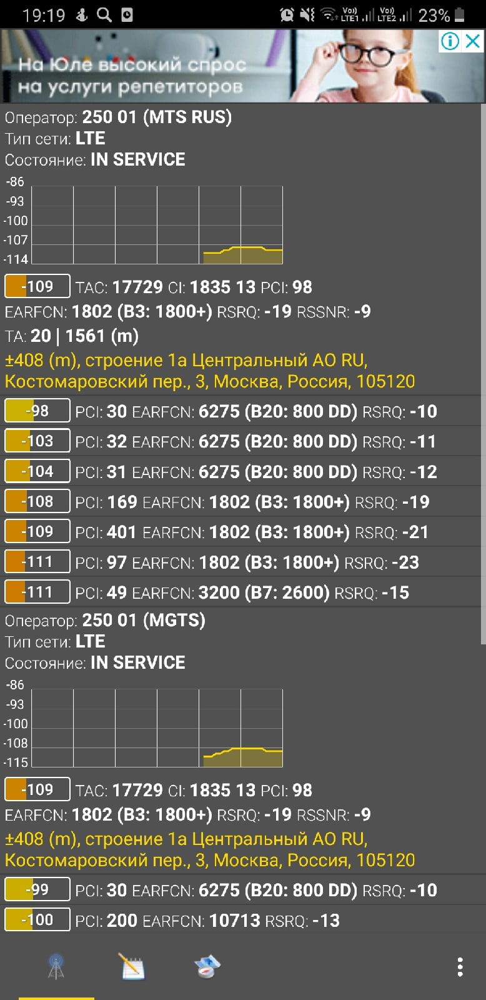 19:19
Vo)) LTE1 Vo)) LTE2 23%
На Юле высокий спрос
на услуги репетиторов
Оператор: 250 01 (MTS RUS)
Тип сети: LTE
Состояние: IN SERVICE
-86
-93
-100
-107
-114
-109 TAC: 17729 CI: 1835 13 PCI: 98
EARFCN: 1802 (B3: 1800+) RSRQ: -19 RSSNR: -9
TA: 20 | 1561 (m)
±408 (m), строение 1а Центральный АО RU,
Костомаровский пер., 3, Москва, Россия, 105120
-98 PCI: 30 EARFCN: 6275 (B20: 800 DD) RSRQ: -10
-103 PCI: 32 EARFCN: 6275 (B20: 800 DD) RSRQ: -11
-104 PCI: 31 EARFCN: 6275 (B20: 800 DD) RSRQ: -12
-108 PCI: 169 EARFCN: 1802 (B3: 1800+) RSRQ: -19
-109 PCI: 401 EARFCN: 1802 (B3: 1800+) RSRQ: -21
-111 PCI: 97 EARFCN: 1802 (B3: 1800+) RSRQ: -23
-111 PCI: 49 EARFCN: 3200 (B7: 2600) RSRQ: -15
Оператор: 250 01 (MGTS)
Тип сети: LTE
Состояние: IN SERVICE
-86
-93
-100
-108
-115
-109 TAC: 17729 CI: 1835 13 PCI: 98
EARFCN: 1802 (B3: 1800+) RSRQ: -19 RSSNR: -9
±408 (m), строение 1а Центральный АО RU,
Костомаровский пер., 3, Москва, Россия, 105120
-99 PCI: 30 EARFCN: 6275 (B20: 800 DD) RSRQ: -10
-100 PCI: 200 EARFCN: 10713 RSRQ: -13